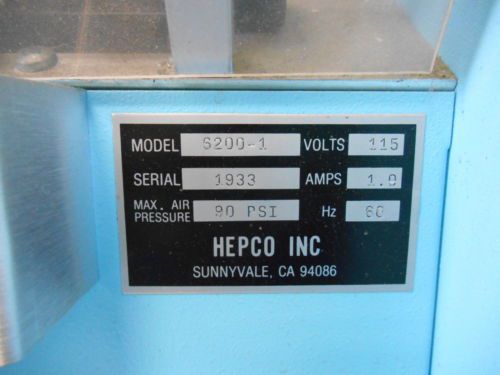 MODEL 6200-1 VOLTS 115
SERIAL 1933 AMPS 1.0
MAX. AIR PRESSURE 90 PSI Hz 60
HEPCO INC
SUNNYVALE, CA 94086